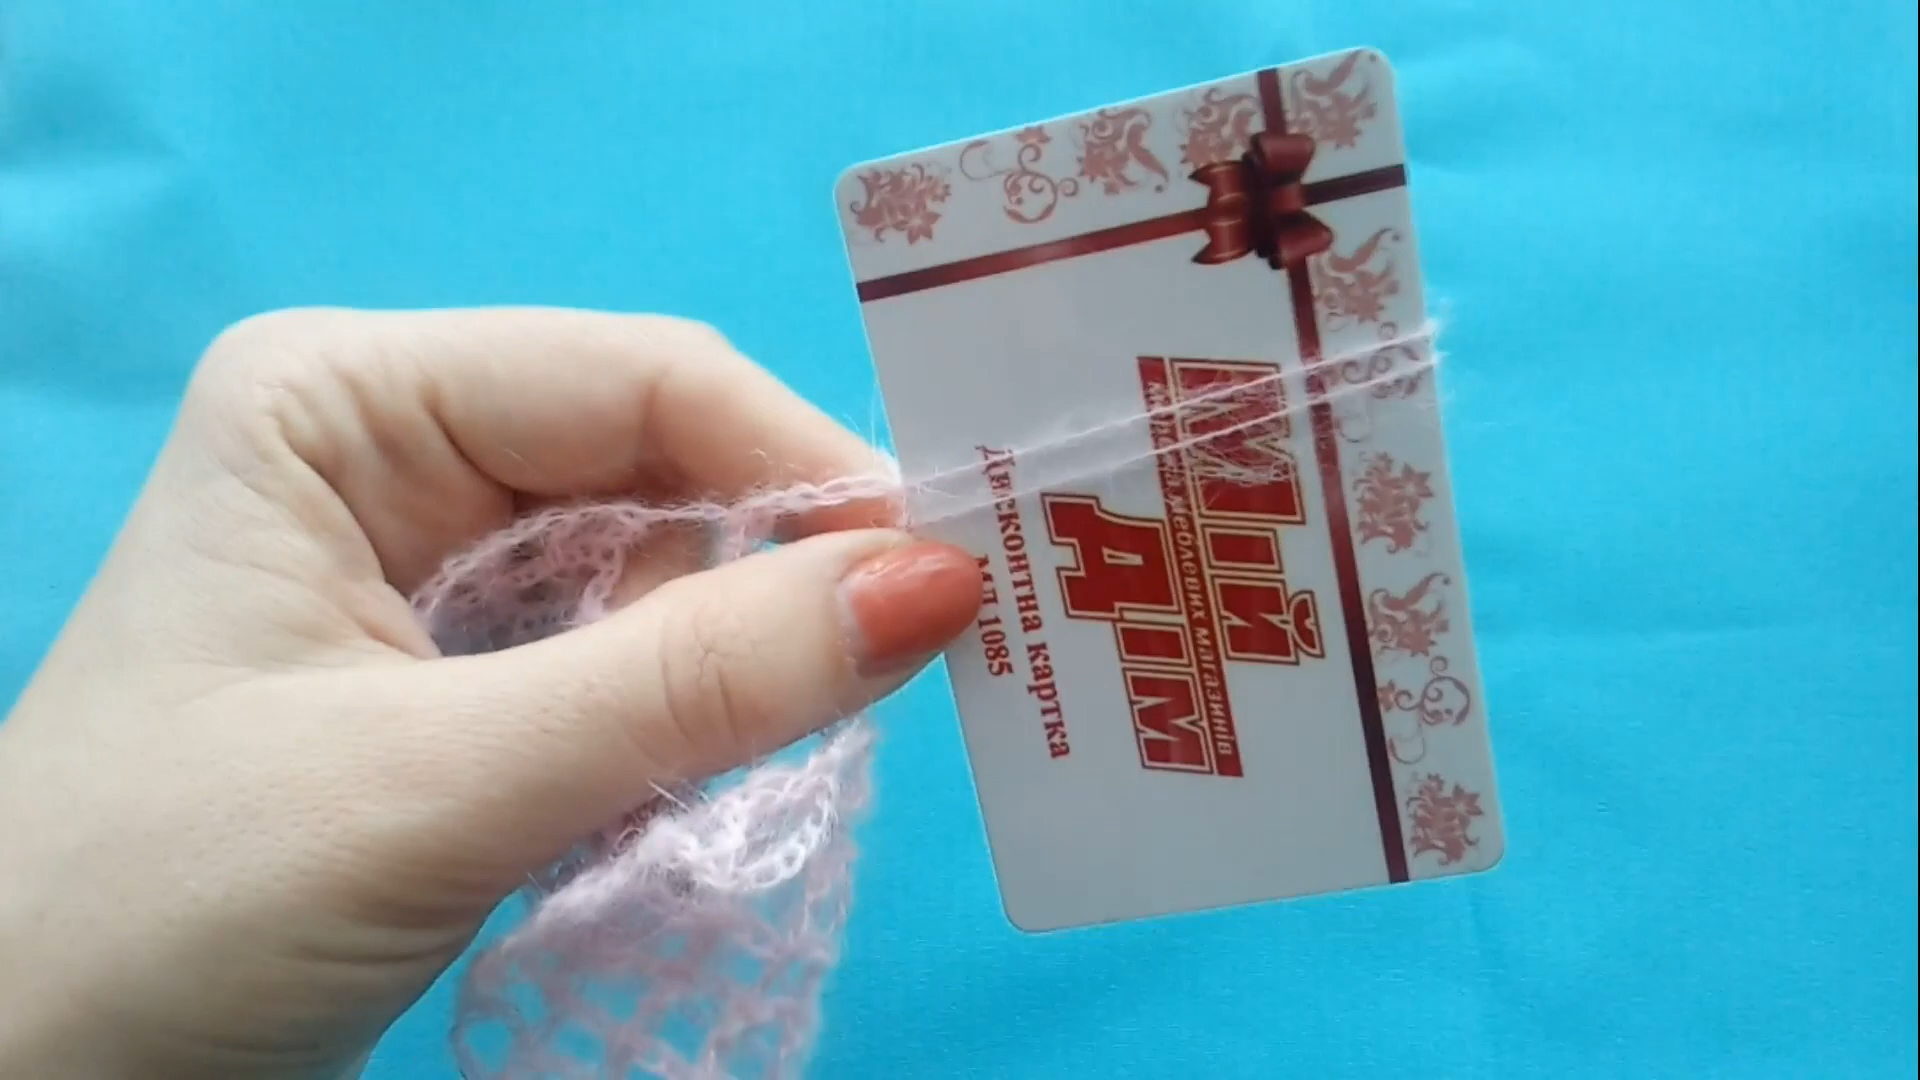 Мій
мережа меблевих магазинів
Дім
Дисконтна картка
МД 1085